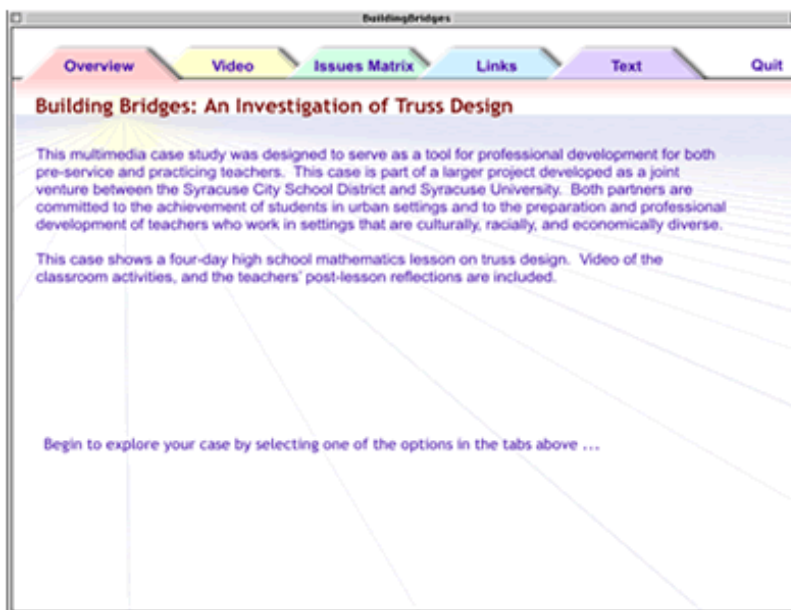 BuildingBridges
Overview Video Issues Matrix Links Text Quit
Building Bridges: An Investigation of Truss Design
This multimedia case study was designed to serve as a tool for professional development for both
pre-service and practicing teachers. This case is part of a larger project developed as a joint
venture between the Syracuse City School District and Syracuse University. Both partners are
committed to the achievement of students in urban settings and to the preparation and professional
development of teachers who work in settings that are culturally, racially, and economically diverse.
This case shows a four-day high school mathematics lesson on truss design. Video of the
classroom activities, and the teachers' post-lesson reflections are included.
Begin to explore your case by selecting one of the options in the tabs above ...